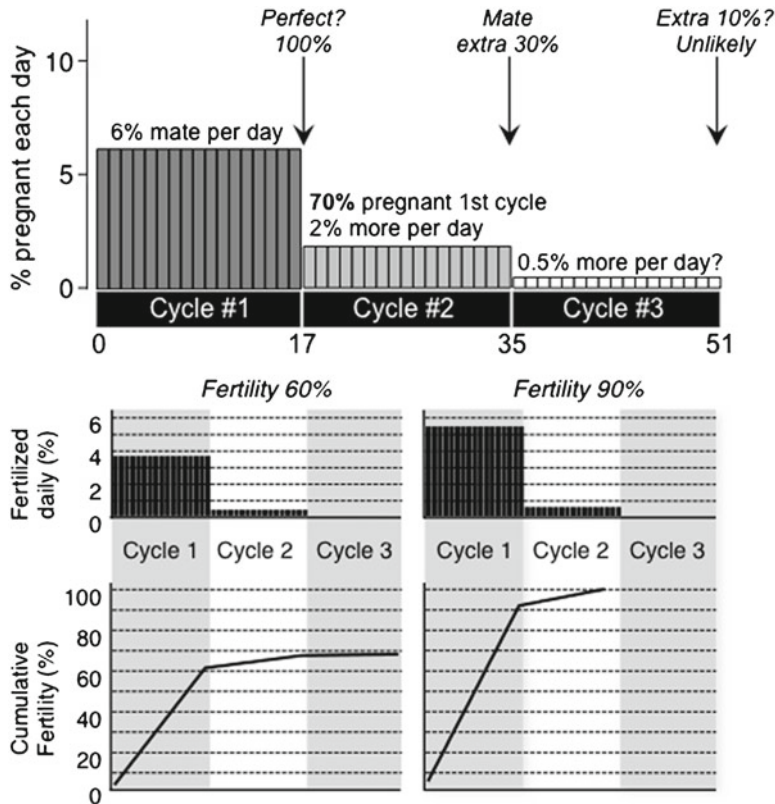 Perfect?
100%
Mate
extra 30%
Extra 10%?
Unlikely
% pregnant each day
10
5
0
6% mate per day
70% pregnant 1st cycle
2% more per day
0.5% more per day?
Cycle #1
Cycle #2
Cycle #3
0
17
35
51
Fertility 60%
Fertility 90%
Fertilized
daily (%)
6
4
2
0
Cycle 1
Cycle 2
Cycle 3
Cycle 1
Cycle 2
Cycle 3
Cumulative
Fertility (%)
100
80
60
40
20
0